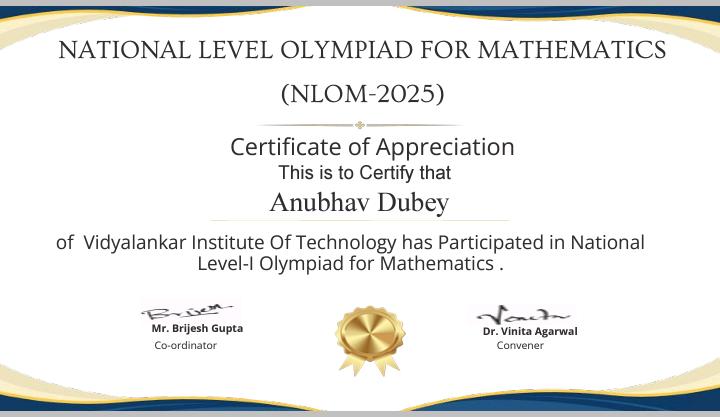 NATIONAL LEVEL OLYMPIAD FOR MATHEMATICS
(NLOM-2025)
Certificate of Appreciation
This is to Certify that
Anubhav Dubey
of Vidyalankar Institute Of Technology has Participated in National
Level-I Olympiad for Mathematics .
Brijesh
Mr. Brijesh Gupta
Co-ordinator
Dr. Vinita Agarwal
Convener